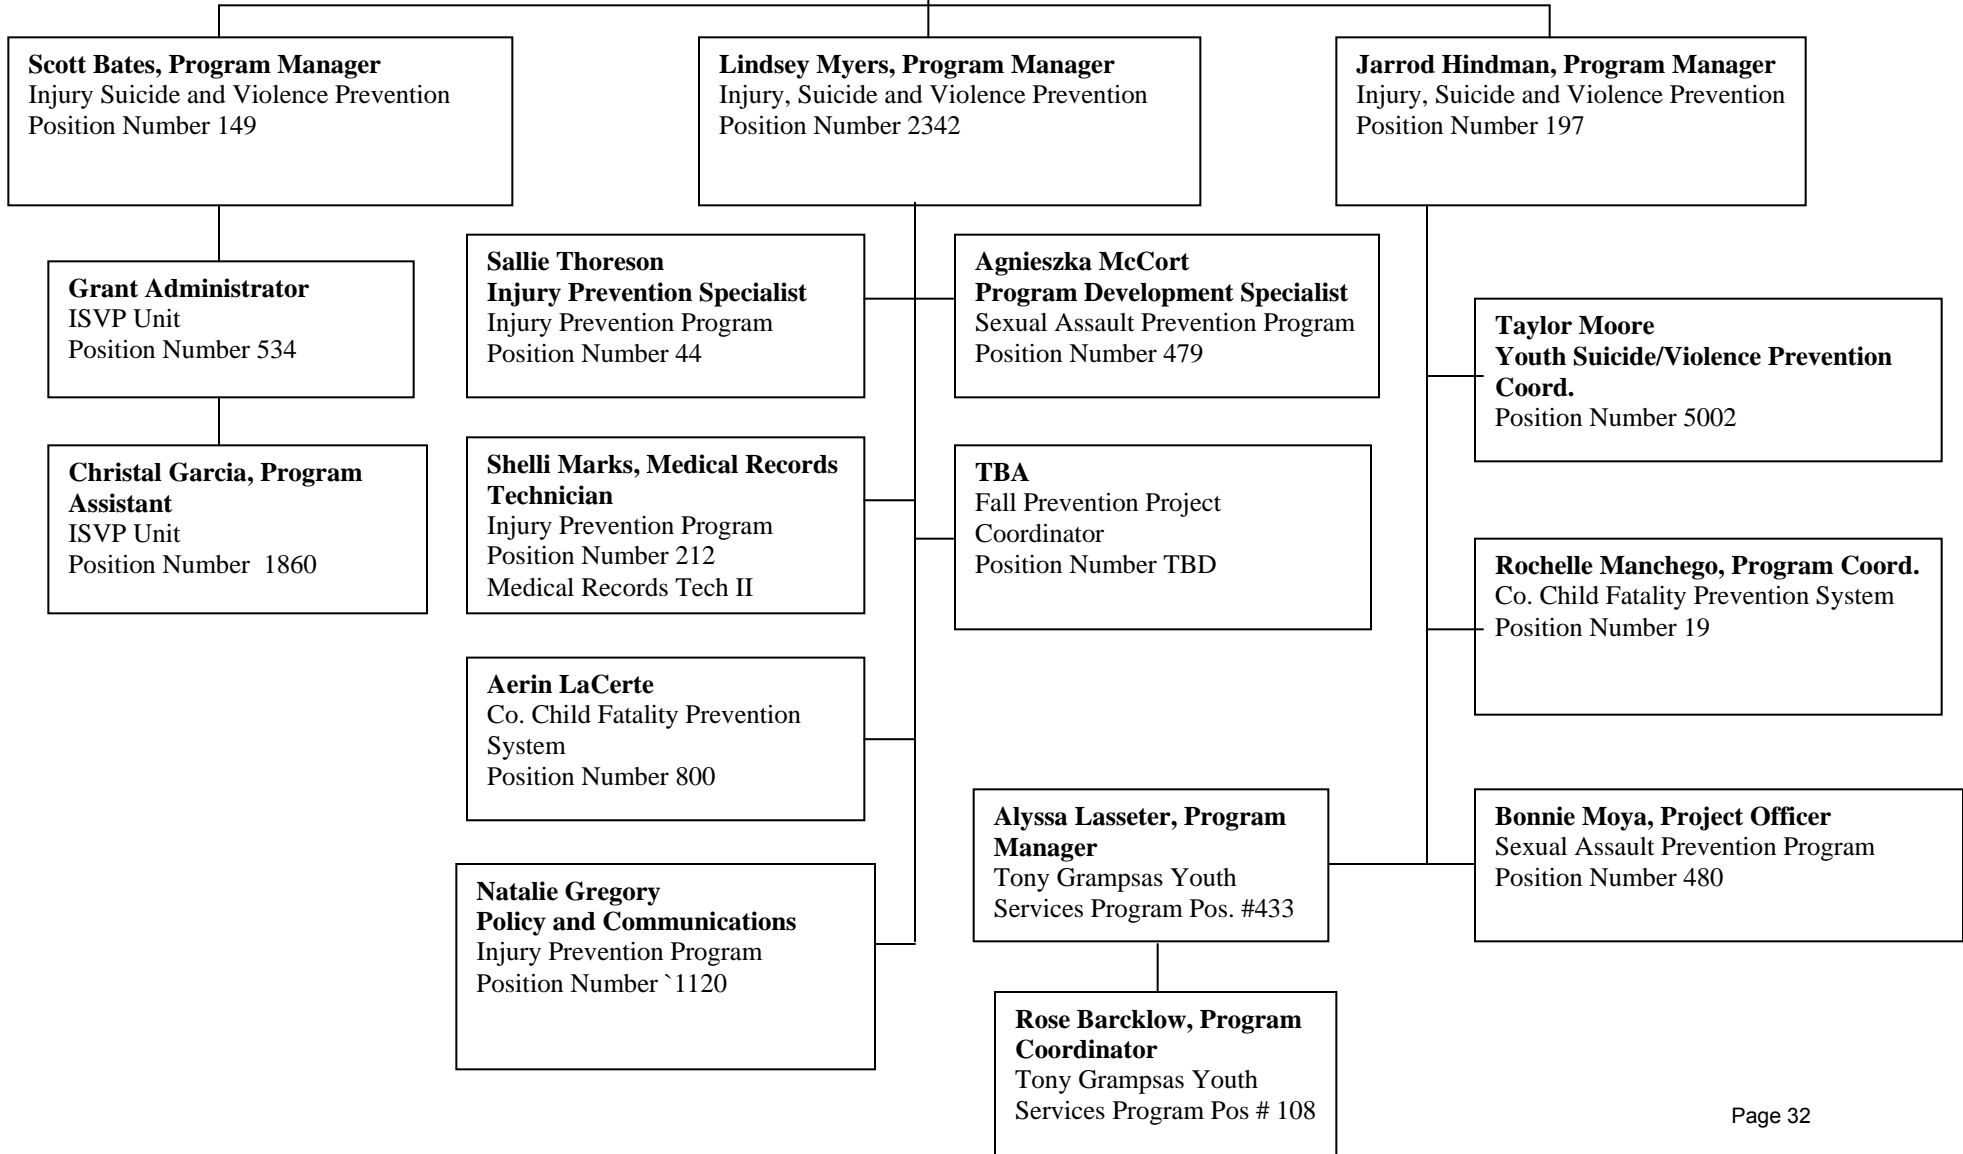 Scott Bates, Program Manager
Injury Suicide and Violence Prevention
Position Number 149
Lindsey Myers, Program Manager
Injury, Suicide and Violence Prevention
Position Number 2342
Jarrod Hindman, Program Manager
Injury, Suicide and Violence Prevention
Position Number 197
Grant Administrator
ISVP Unit
Position Number 534
Christal Garcia, Program
Assistant
ISVP Unit
Position Number  1860
Sallie Thoreson
Injury Prevention Specialist
Injury Prevention Program
Position Number 44
Agnieszka McCort
Program Development Specialist
Sexual Assault Prevention Program
Position Number 479
Shelli Marks, Medical Records
Technician
Injury Prevention Program
Position Number 212
Medical Records Tech II
TBA
Fall Prevention Project
Coordinator
Position Number TBD
Aerin LaCerte
Co. Child Fatality Prevention
System
Position Number 800
Natalie Gregory
Policy and Communications
Injury Prevention Program
Position Number `1120
Taylor Moore
Youth Suicide/Violence Prevention
Coord.
Position Number 5002
Rochelle Manchego, Program Coord.
Co. Child Fatality Prevention System
Position Number 19
Alyssa Lasseter, Program
Manager
Tony Grampsas Youth
Services Program Pos. #433
Bonnie Moya, Project Officer
Sexual Assault Prevention Program
Position Number 480
Rose Barcklow, Program
Coordinator
Tony Grampsas Youth
Services Program Pos # 108
Page 32